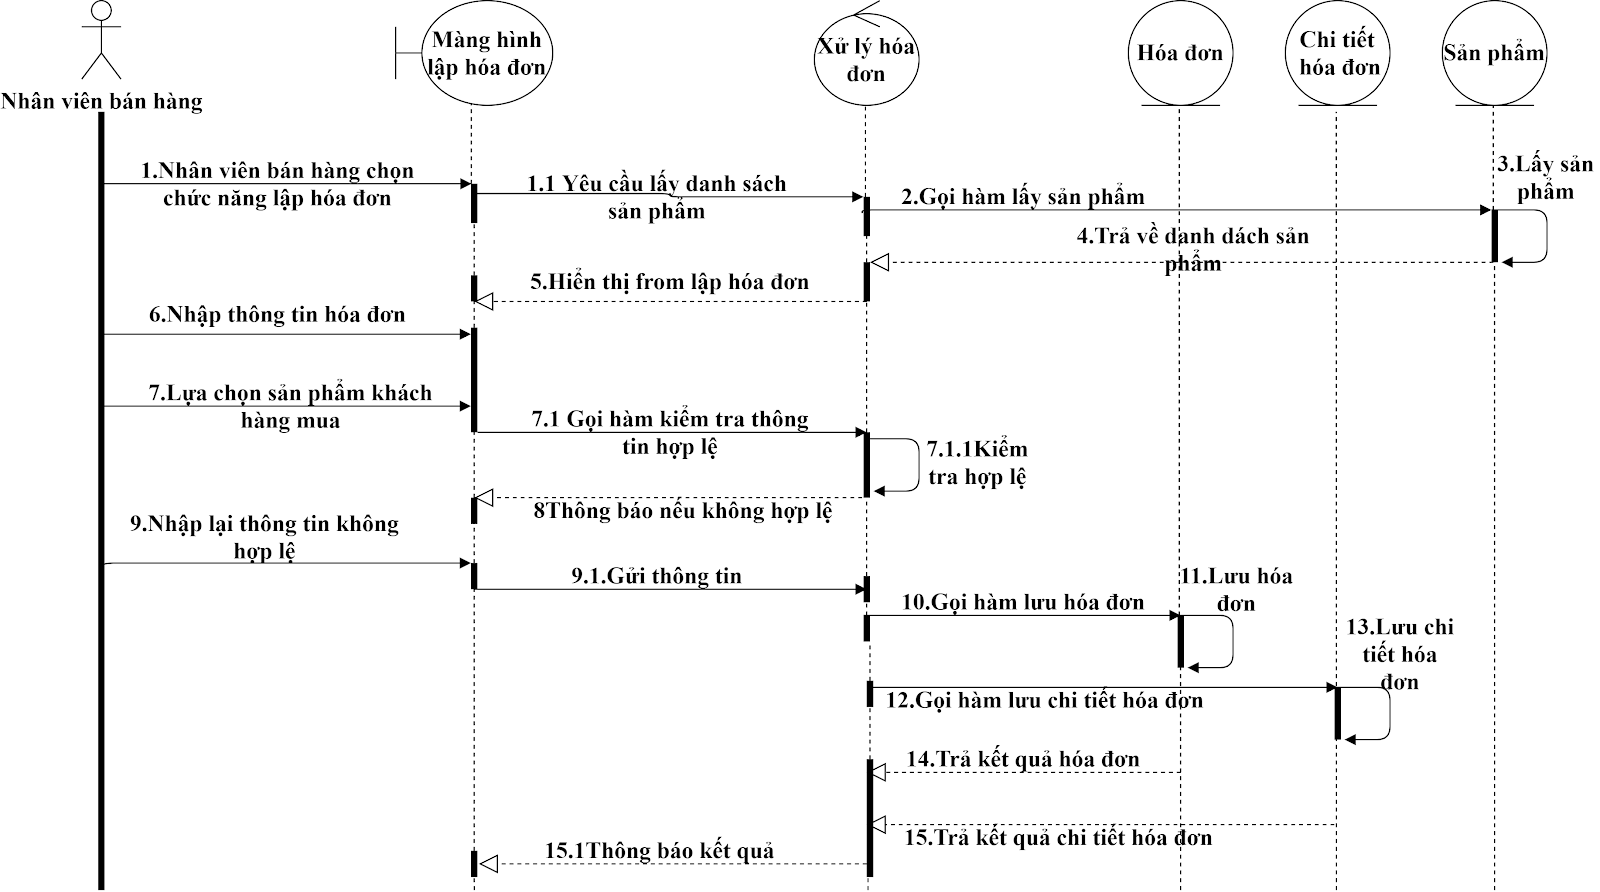 Màng hình
lập hóa đơn
Xử lý hóa
đơn
Hóa đơn
Chi tiết
hóa đơn
Sản phẩm
Nhân viên bán hàng
1.Nhân viên bán hàng chọn
chức năng lập hóa đơn
1.1 Yêu cầu lấy danh sách
sản phẩm
2.Gọi hàm lấy sản phẩm
3.Lấy sản
phẩm
4.Trả về danh dách sản
phẩm
5.Hiển thị from lập hóa đơn
6.Nhập thông tin hóa đơn
7.Lựa chọn sản phẩm khách
hàng mua
7.1 Gọi hàm kiểm tra thông
tin hợp lệ
7.1.1Kiểm
tra hợp lệ
8Thông báo nếu không hợp lệ
9.Nhập lại thông tin không
hợp lệ
9.1.Gửi thông tin
10.Gọi hàm lưu hóa đơn
11.Lưu hóa
đơn
12.Gọi hàm lưu chi tiết hóa đơn
13.Lưu chi
tiết hóa
đơn
14.Trả kết quả hóa đơn
15.Trả kết quả chi tiết hóa đơn
15.1Thông báo kết quả